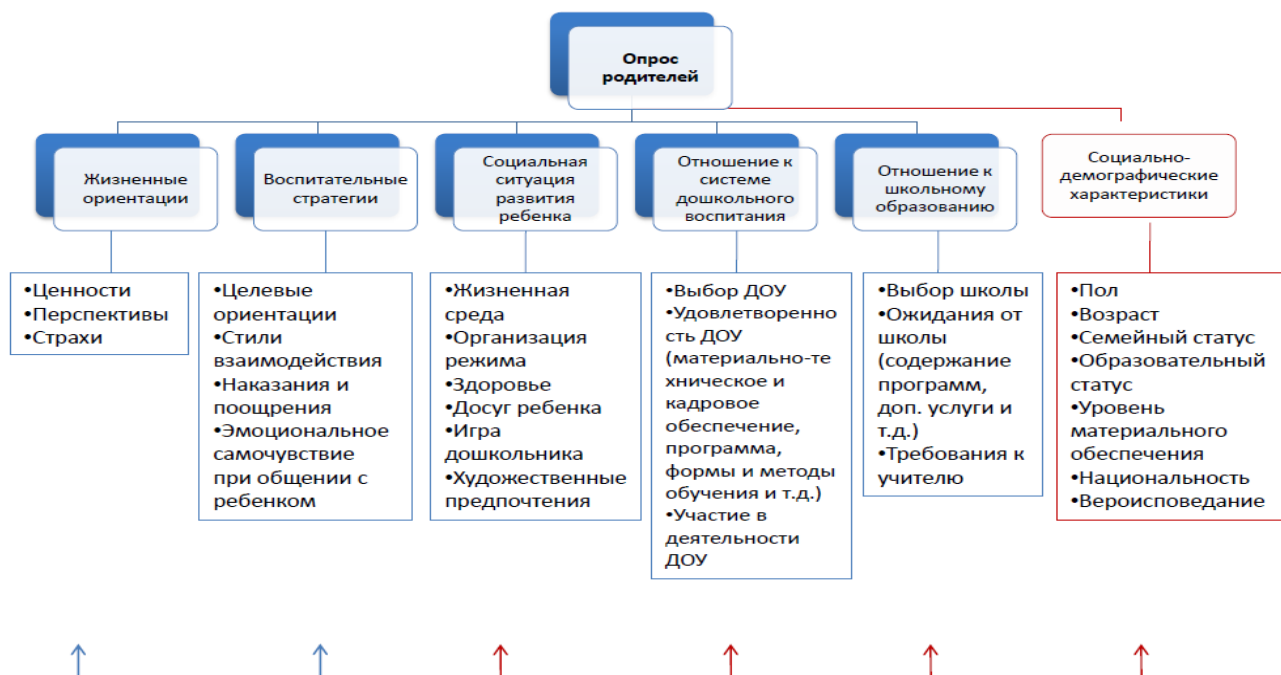 Опрос
родителей
Жизненные
ориентации
Воспитательные
стратегии
Социальная
ситуация
развития
ребенка
Отношение к
системе
дошкольного
воспитания
Отношение к
школьному
образованию
Социально-
демографические
характеристики
•Ценности
•Перспективы
•Страхи
•Целевые
ориентации
•Стили
взаимодействия
•Наказания и
поощрения
•Эмоциональное
самочувствие
при общении с
ребенком
•Жизненная
среда
•Организация
режима
•Здоровье
•Досуг ребенка
•Игра
дошкольника
•Художественные
предпочтения
•Выбор ДОУ
•Удовлетворенно
сть ДОУ
(материально-те
хническое и
кадровое
обеспечение,
программа,
формы и методы
обучения и т.д.)
•Участие в
деятельности
ДОУ
•Выбор школы
•Ожидания от
школы
(содержание
программ,
доп. услуги и
т.д.)
•Требования к
учителю
•Пол
•Возраст
•Семейный статус
•Образовательный
статус
•Уровень
материального
обеспечения
•Национальность
•Вероисповедание